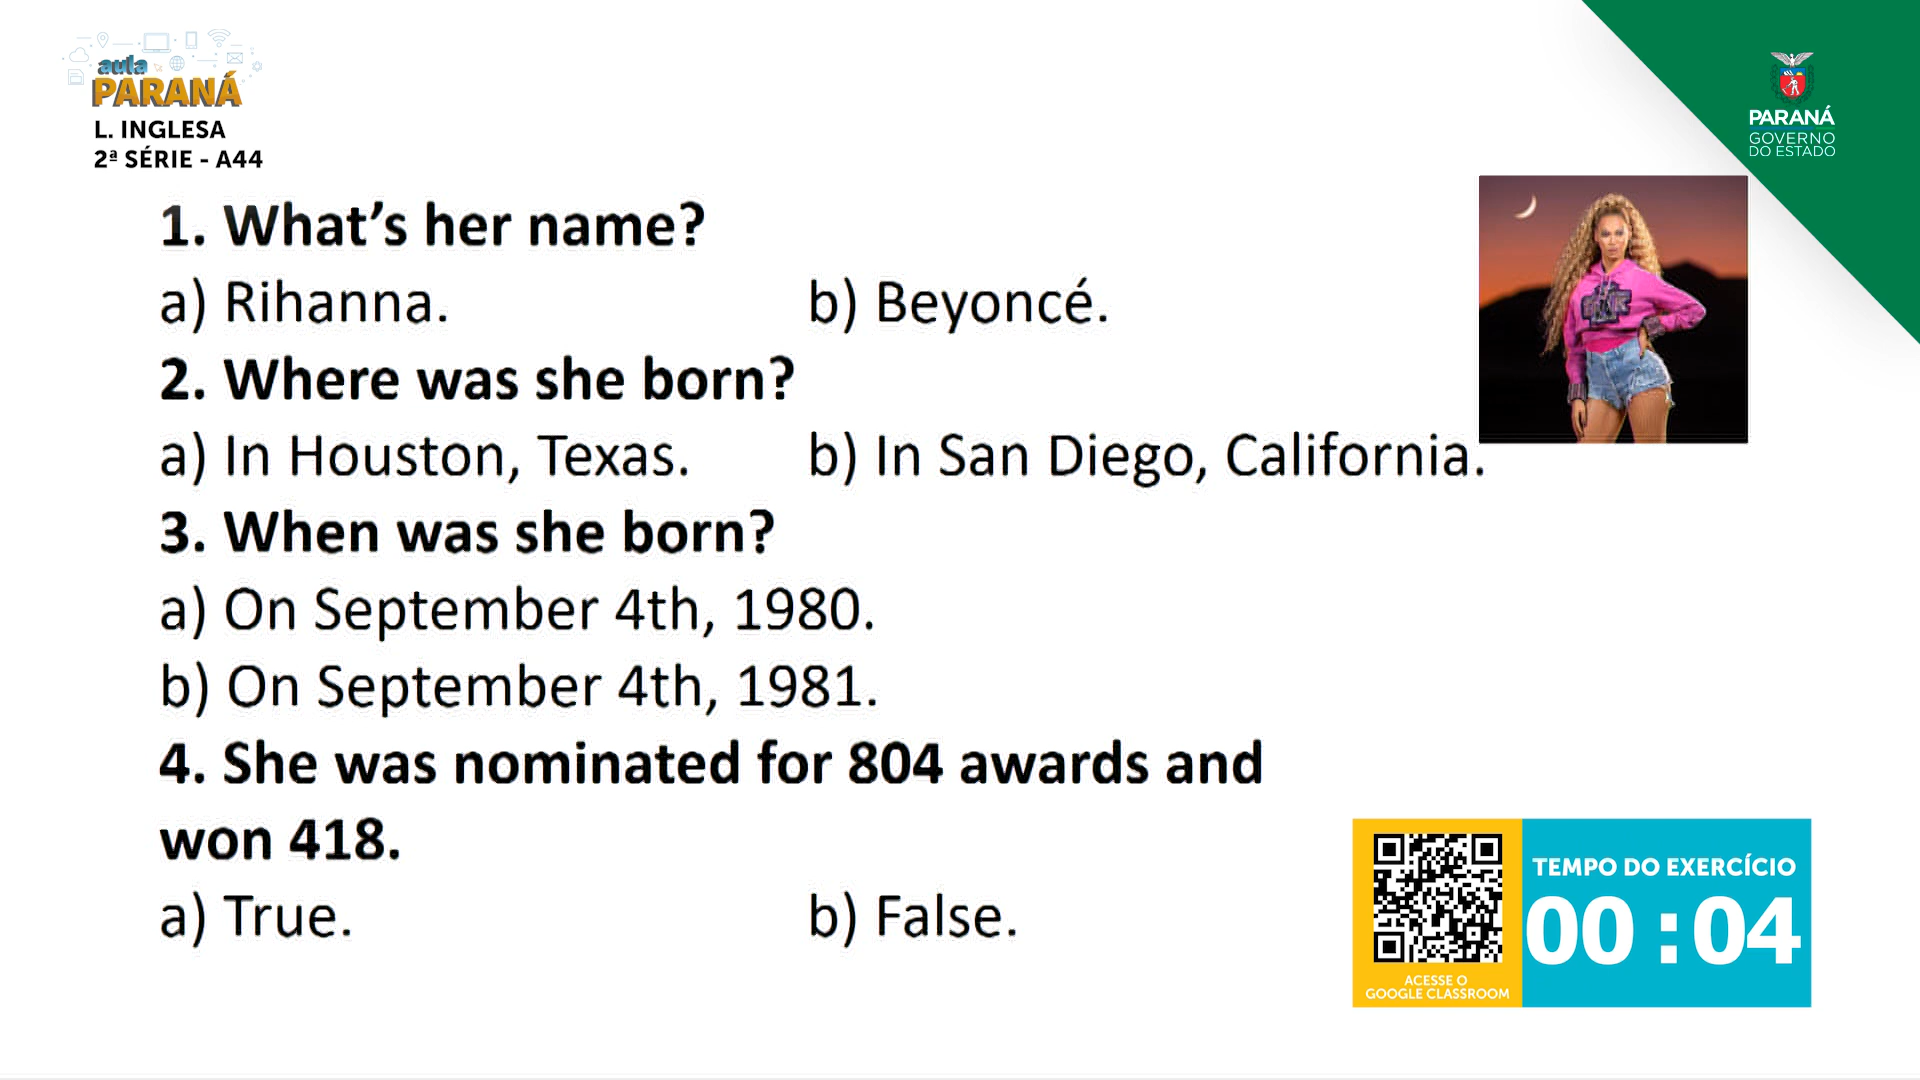 aula
PARANÁ
L. INGLESA
2ª SÉRIE - A44
PARANÁ
GOVERNO
DO ESTADO
1. What’s her name?
a) Rihanna. b) Beyoncé.
2. Where was she born?
a) In Houston, Texas. b) In San Diego, California.
3. When was she born?
a) On September 4th, 1980.
b) On September 4th, 1981.
4. She was nominated for 804 awards and
won 418.
a) True. b) False.
ACESSE O
GOOGLE CLASSROOM
TEMPO DO EXERCÍCIO
00 : 04